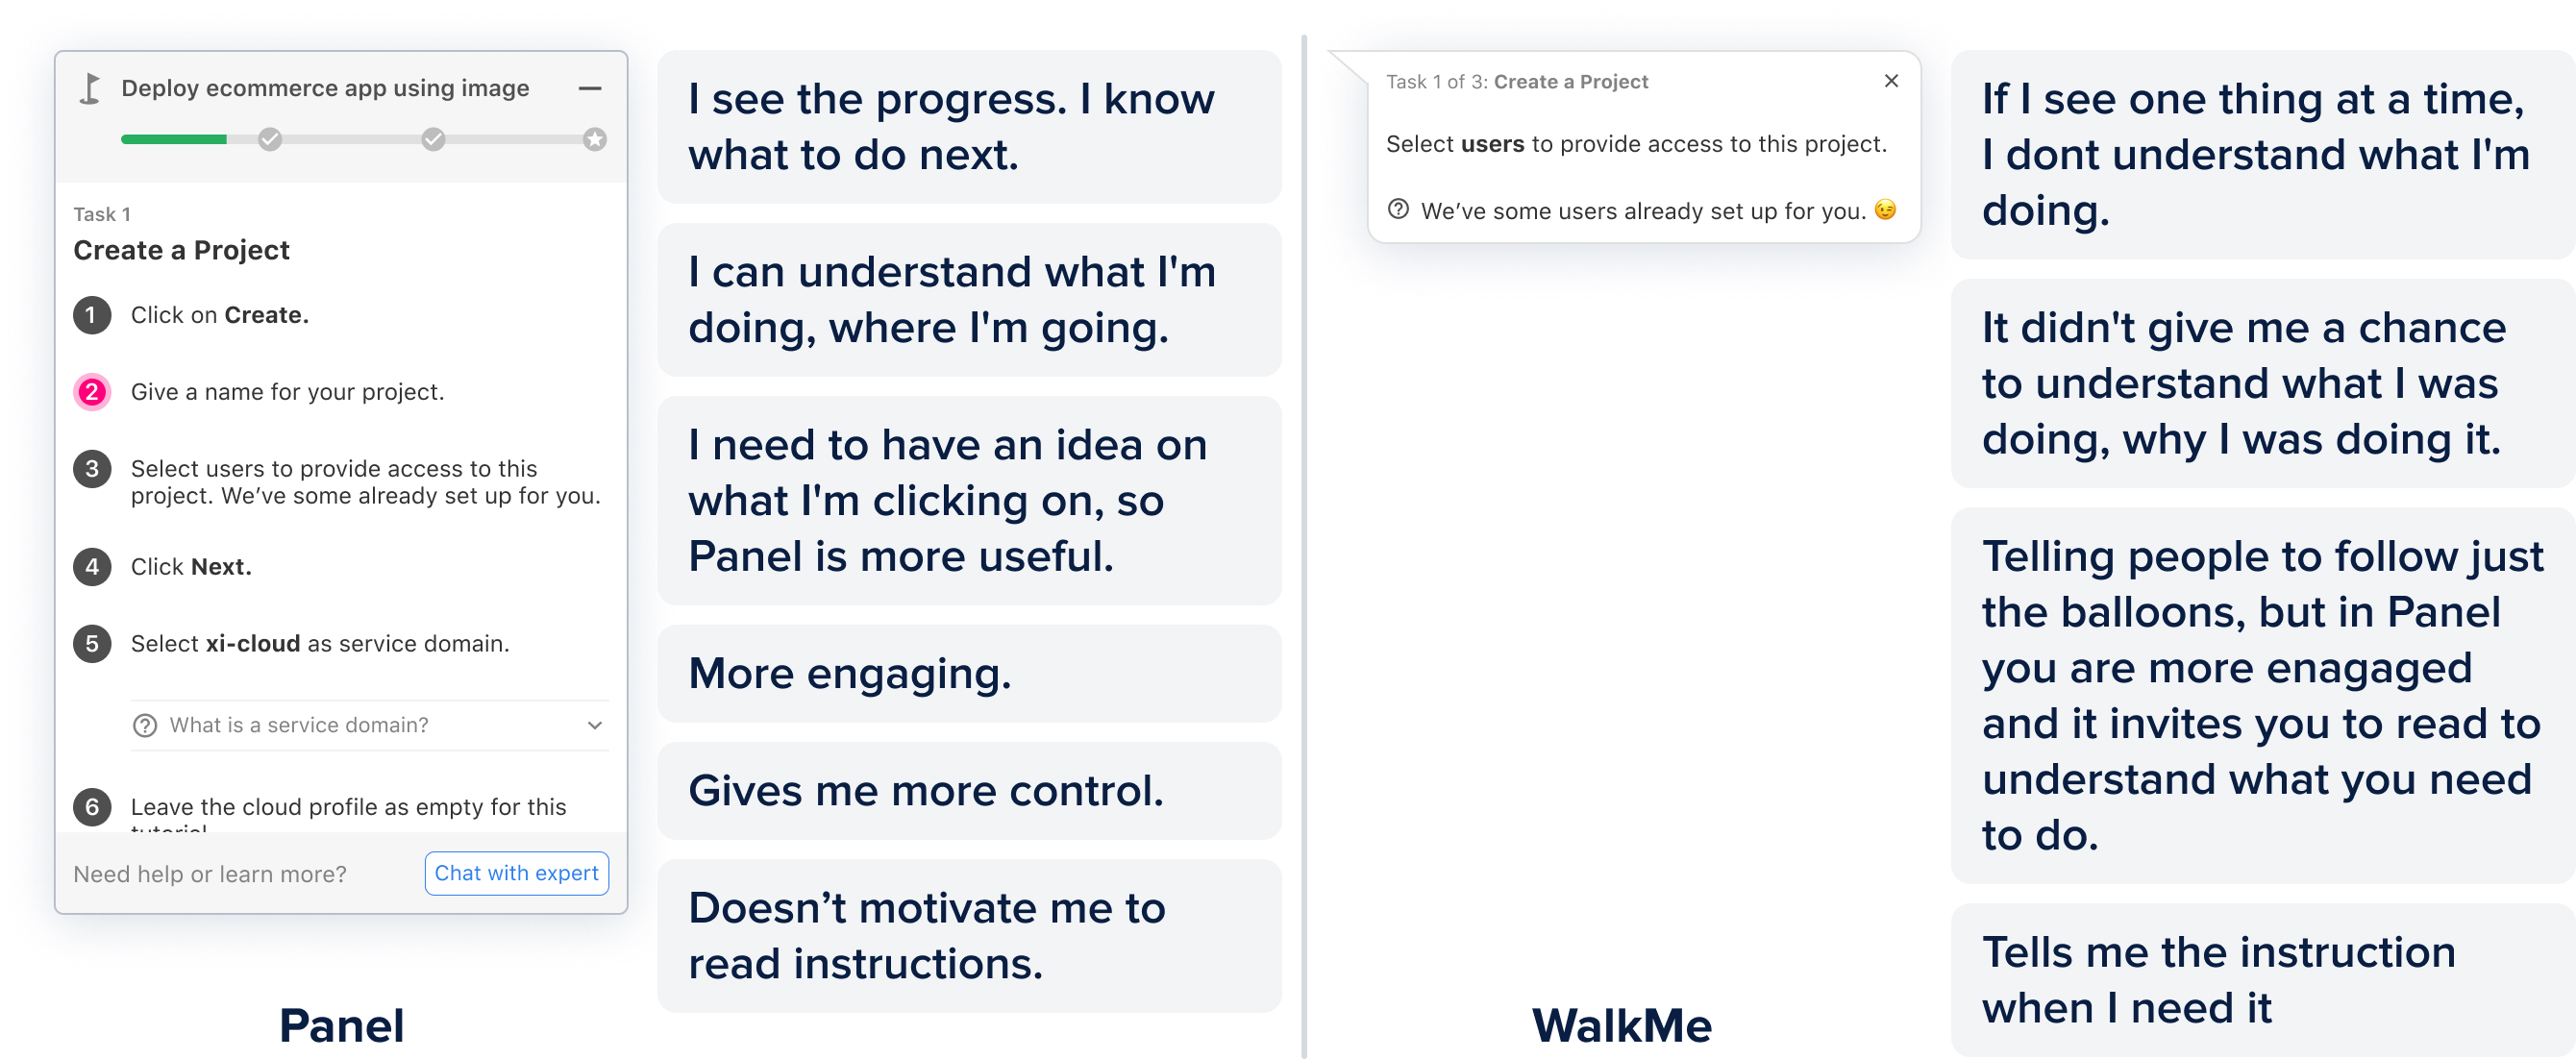 Deploy ecommerce app using image
Task 1
Create a Project
1 Click on Create.
2 Give a name for your project.
3 Select users to provide access to this
project. We’ve some already set up for you.
4 Click Next.
5 Select xi-cloud as service domain.
What is a service domain?
6 Leave the cloud profile as empty for this
tutorial
Need help or learn more?
Chat with expert
Panel
I see the progress. I know
what to do next.
I can understand what I'm
doing, where I'm going.
I need to have an idea on
what I'm clicking on, so
Panel is more useful.
More engaging.
Gives me more control.
Doesn’t motivate me to
read instructions.
Task 1 of 3: Create a Project
Select users to provide access to this project.
We’ve some users already set up for you. 😉
WalkMe
If I see one thing at a time,
I dont understand what I'm
doing.
It didn't give me a chance
to understand what I was
doing, why I was doing it.
Telling people to follow just
the balloons, but in Panel
you are more enagaged
and it invites you to read to
understand what you need
to do.
Tells me the instruction
when I need it